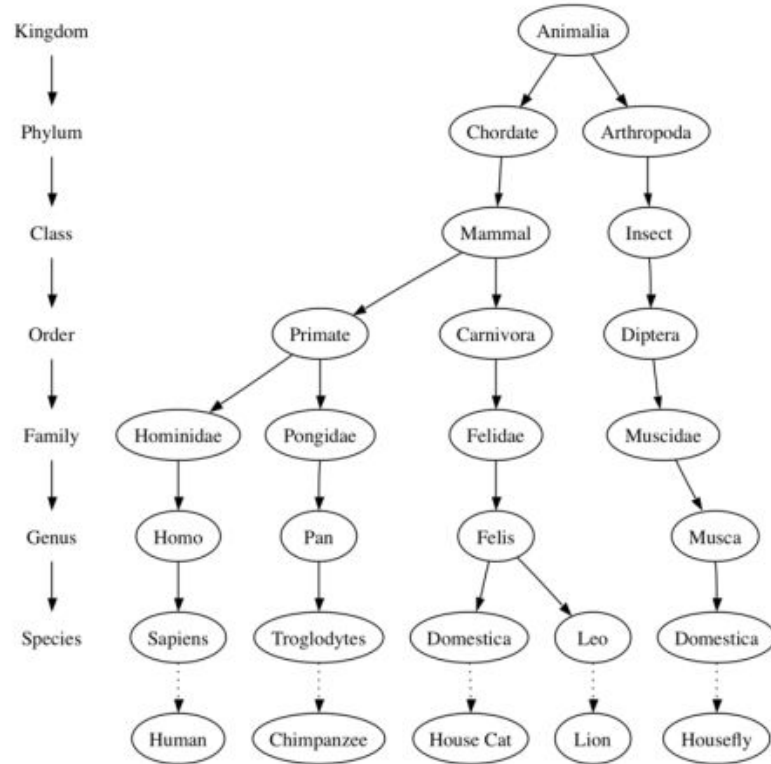 Kingdom Animalia
Phylum Chordate Arthropoda
Class Mammal Insect
Order Primate Carnivora Diptera
Family Hominidae Pongidae Felidae Muscidae
Genus Homo Pan Felis Musca
Species Sapiens Troglodytes Domestica Leo Domestica
Human Chimpanzee House Cat Lion Housefly